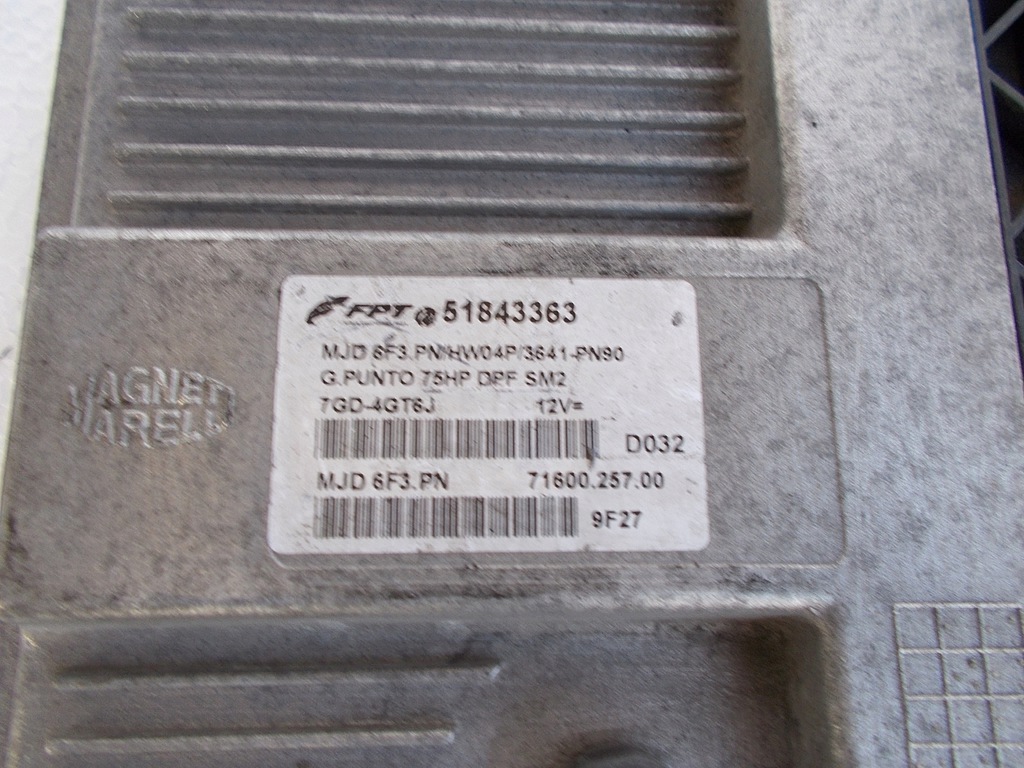 MAGNETI
MARELLI
FPT 51843363
MJD 6F3.PN/HW04P/3641-PN90
G.PUNTO 75HP DPF SM2
7GD-4GT6J 12V=
D032
MJD 6F3.PN 71600.257.00
9F27